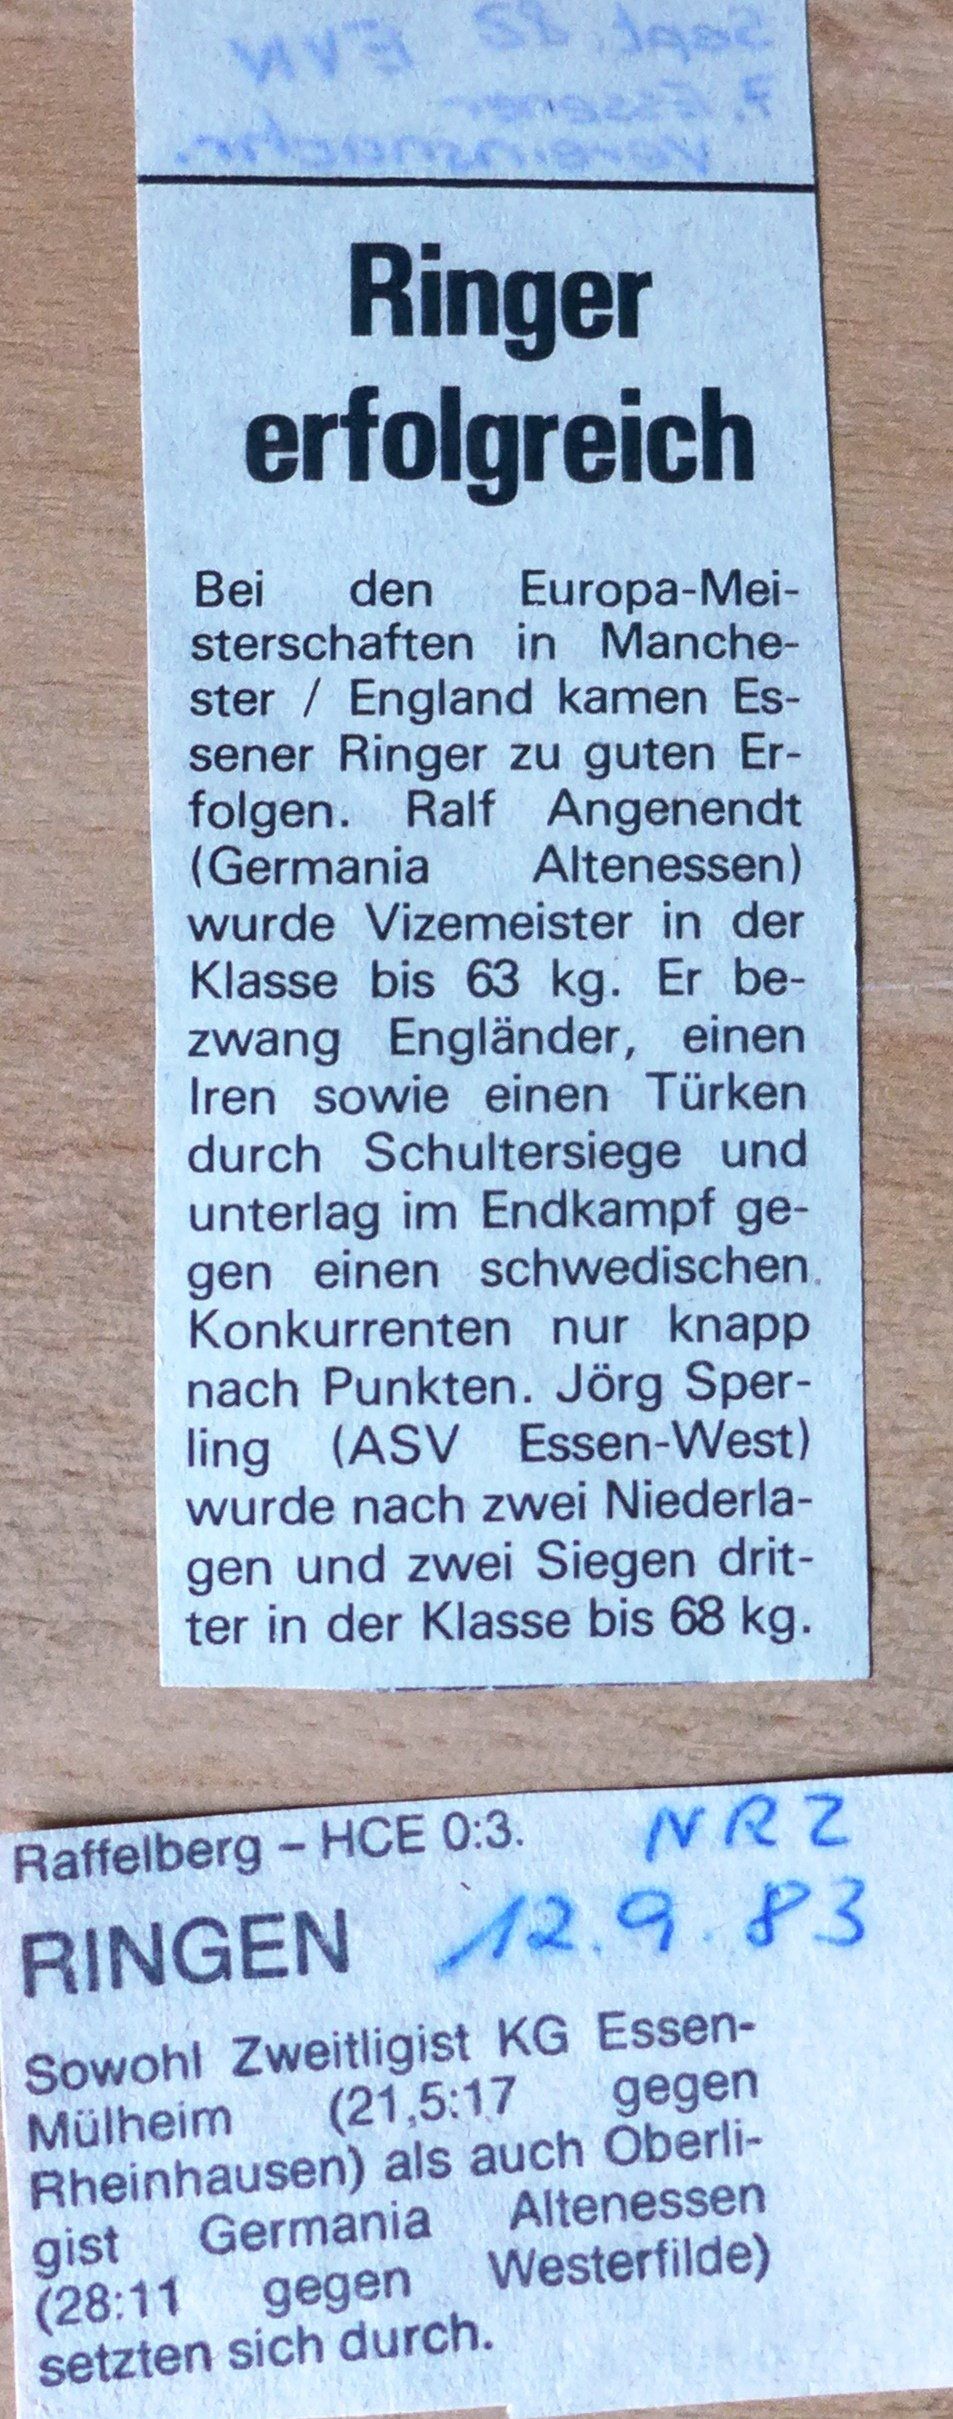 Sept. 82 EVN
F. Essener
Vereinsnachr.
Ringer
erfolgreich
Bei den Europa-Mei-
sterschaften in Manche-
ster / England kamen Es-
sener Ringer zu guten Er-
folgen. Ralf Angenendt
(Germania Altenessen)
wurde Vizemeister in der
Klasse bis 63 kg. Er be-
zwang Engländer, einen
Iren sowie einen Türken
durch Schultersiege und
unterlag im Endkampf ge-
gen einen schwedischen
Konkurrenten nur knapp
nach Punkten. Jörg Sper-
ling (ASV Essen-West)
wurde nach zwei Niederla-
gen und zwei Siegen drit-
ter in der Klasse bis 68 kg.
Raffelberg – HCE 0:3.
NRZ
RINGEN
12.9.83
Sowohl Zweitligist KG Essen-
Mülheim (21,5:17 gegen
Rheinhausen) als auch Oberli-
gist Germania Altenessen
(28:11 gegen Westerfilde)
setzten sich durch.